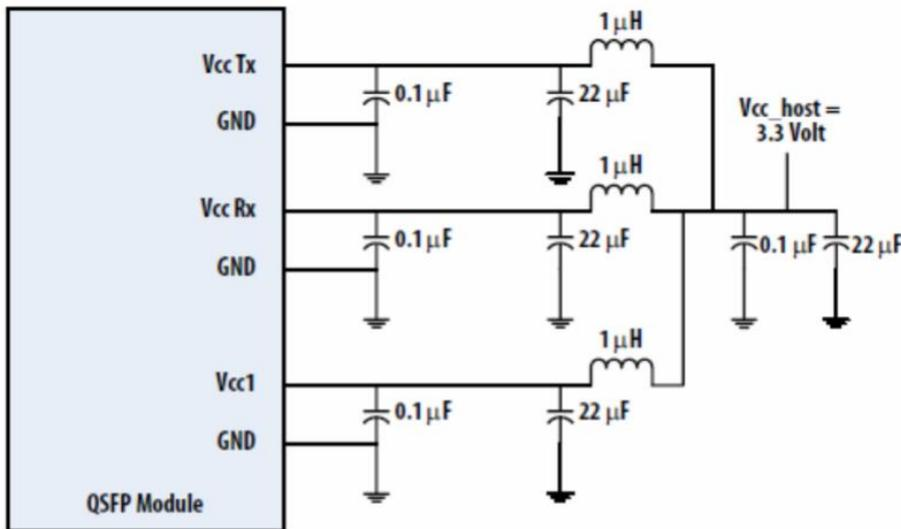 1 μH
Vcc Tx
0.1 μF
22 μF
GND
Vcc_host =
3.3 Volt
1 μH
Vcc Rx
0.1 μF
22 μF
0.1 μF
22 μF
GND
1 μH
Vcc1
0.1 μF
22 μF
GND
QSFP Module